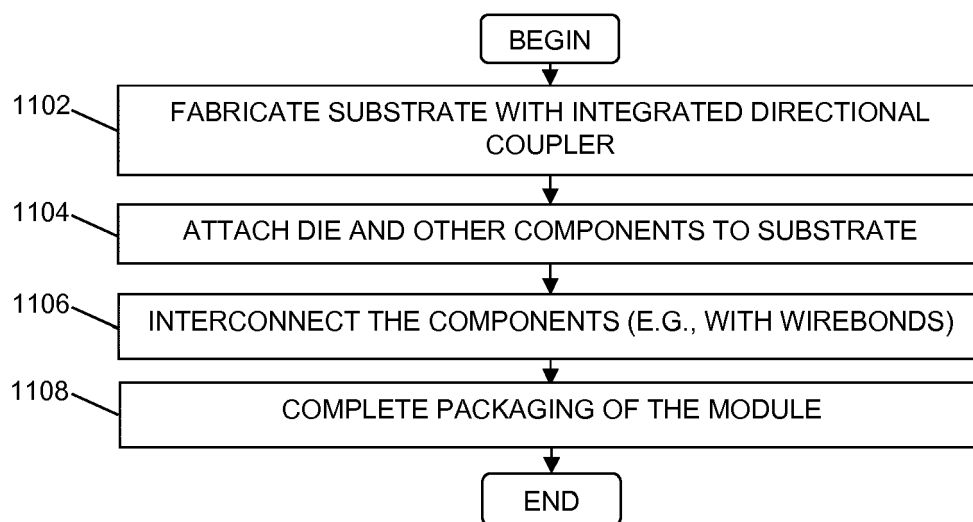 BEGIN
1102
FABRICATE SUBSTRATE WITH INTEGRATED DIRECTIONAL
COUPLER
1104
ATTACH DIE AND OTHER COMPONENTS TO SUBSTRATE
1106
INTERCONNECT THE COMPONENTS (E.G., WITH WIREBONDS)
1108
COMPLETE PACKAGING OF THE MODULE
END